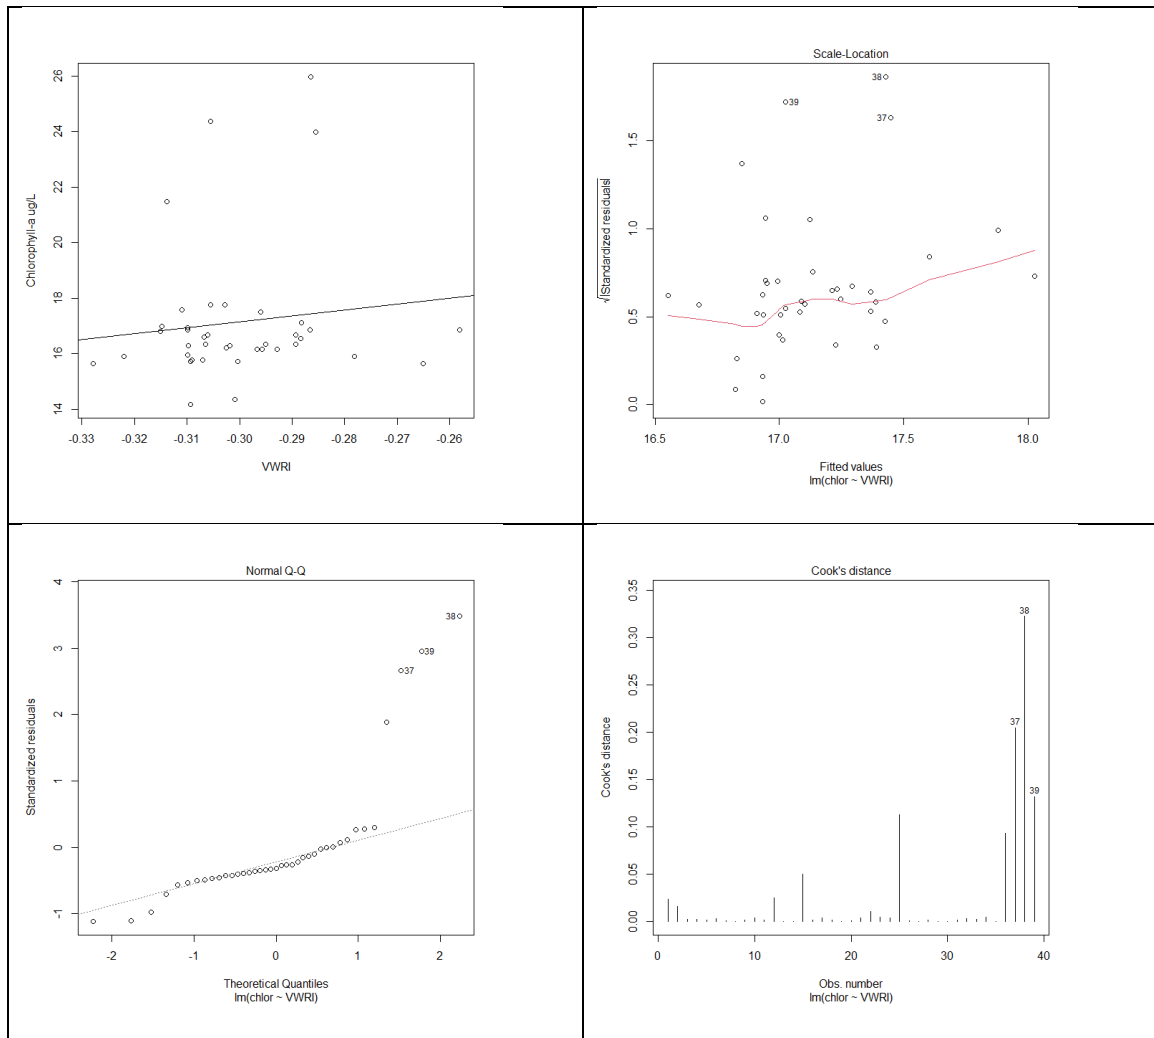 26
24
22
20
18
16
14
Chlorophyll-a ug/L
-0.33 -0.32 -0.31 -0.30 -0.29 -0.28 -0.27 -0.26
VWRI
Scale-Location
38
39
37
1.5
1.0
0.5
0.0
√|Standardized residuals|
16.5 17.0 17.5 18.0
Fitted values
lm(chlor ~ VWRI)
Normal Q-Q
4
3
2
1
0
-1
Standardized residuals
38
39
37
-2 -1 0 1 2
Theoretical Quantiles
lm(chlor ~ VWRI)
Cook's distance
0.35
0.30
0.25
0.20
0.15
0.10
0.05
0.00
Cook's distance
38
37
39
0 10 20 30 40
Obs. number
lm(chlor ~ VWRI)